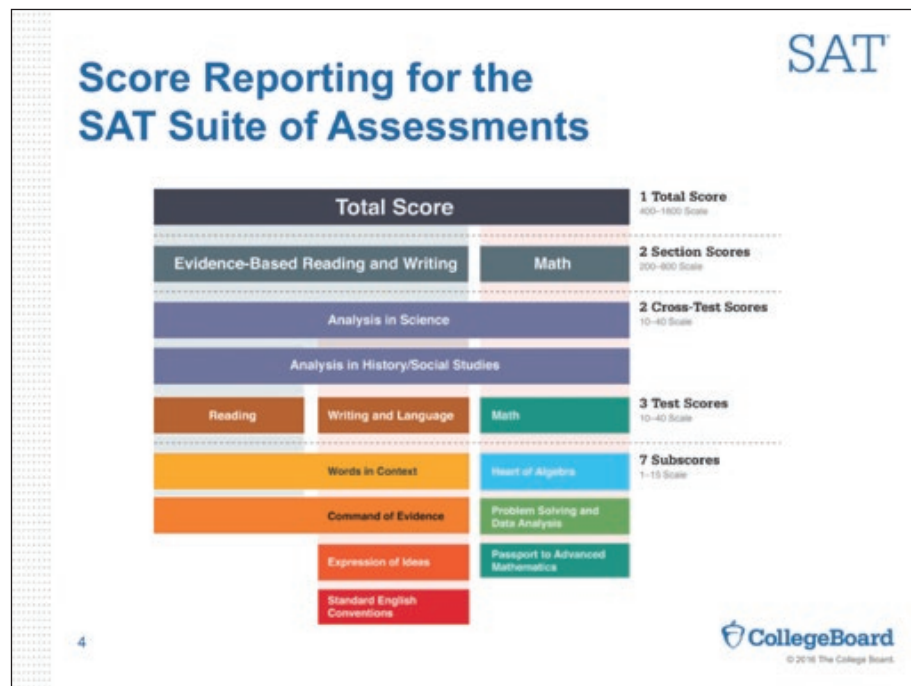 SAT
Score Reporting for the
SAT Suite of Assessments
Total Score
1 Total Score
400–1600 Scale
Evidence-Based Reading and Writing
Math
2 Section Scores
200–800 Scale
Analysis in Science
2 Cross-Test Scores
10–40 Scale
Analysis in History/Social Studies
Reading
Writing and Language
Math
3 Test Scores
10–40 Scale
Words in Context
Heart of Algebra
7 Subscores
1–15 Scale
Command of Evidence
Problem Solving and
Data Analysis
Expression of Ideas
Passport to Advanced
Mathematics
Standard English
Conventions
4
CollegeBoard
© 2016 The College Board.